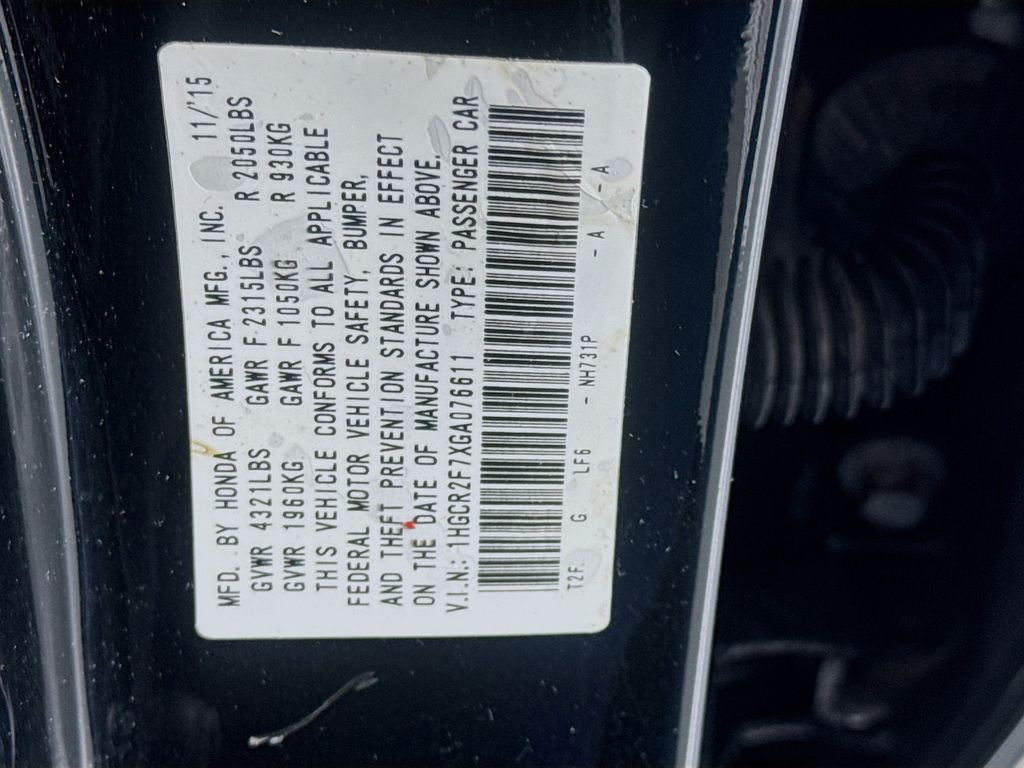 MFD. BY HONDA OF AMERICA MFG., INC. 11/'15
GVWR 4321LBS GAWR F 2315LBS R 2050LBS
GVWR 1960KG GAWR F 1050KG R 930KG
THIS VEHICLE CONFORMS TO ALL APPLICABLE
FEDERAL MOTOR VEHICLE SAFETY, BUMPER,
AND THEFT PREVENTION STANDARDS IN EFFECT
ON THE DATE OF MANUFACTURE SHOWN ABOVE.
V.I.N.: 1HGCR2F7XGA076611 TYPE: PASSENGER CAR
T2F G LF6 - NH731P - A - A